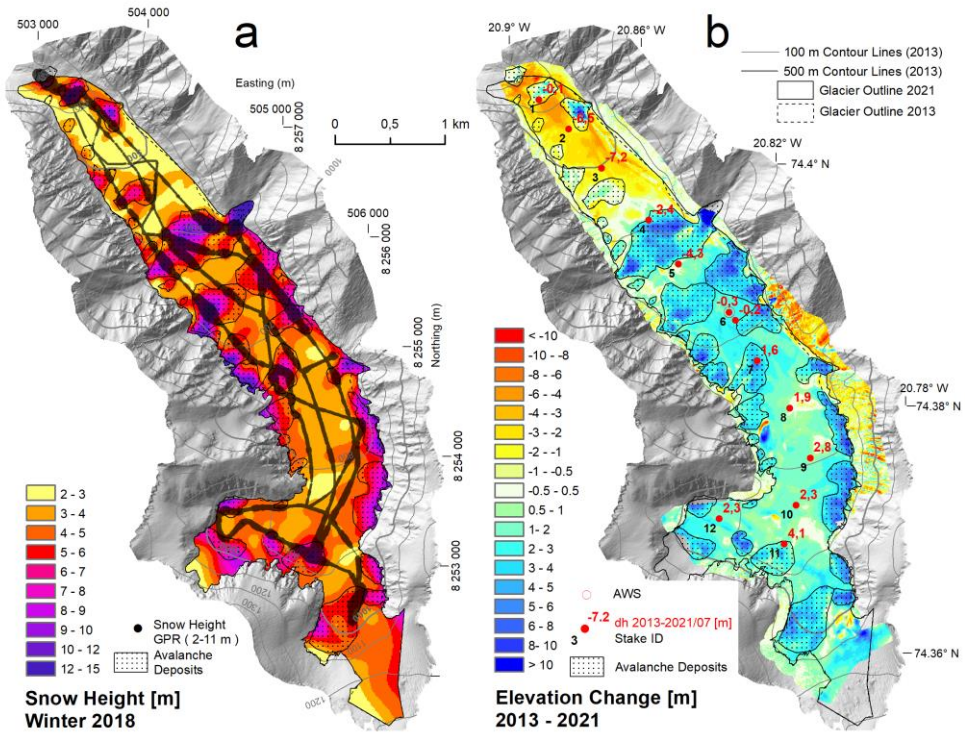 a
503 000
504 000
Easting (m)
505 000
8 257 000
0 0,5 1 km
1000
506 000
8 256 000
8 255 000
Northing (m)
8 254 000
8 253 000
1200
1300
1200
2 - 3
3 - 4
4 - 5
5 - 6
6 - 7
7 - 8
8 - 9
9 - 10
10 - 12
12 - 15
Snow Height
GPR ( 2-11 m )
Avalanche
Deposits
Snow Height [m]
Winter 2018
b
20.9° W
20.86° W
100 m Contour Lines (2013)
500 m Contour Lines (2013)
Glacier Outline 2021
Glacier Outline 2013
20.82° W
74.4° N
20.78° W
74.38° N
74.36° N
-0,1
1
2
-7,2
3
-2,4
4
-4,3
5
-0,3
-0,2
6
1,6
7
1,9
8
2,8
9
2,3
10
2,3
12
4,1
11
< -10
-10 - -8
-8 - -6
-6 - -4
-4 - -3
-3 - -2
-2 - -1
-1 - -0.5
-0.5 - 0.5
0.5 - 1
1 - 2
2 - 3
3 - 4
4 - 5
5 - 6
6 - 8
8 - 10
> 10
AWS
-7.2 dh 2013-2021/07 [m]
3 Stake ID
Avalanche Deposits
Elevation Change [m]
2013 - 2021